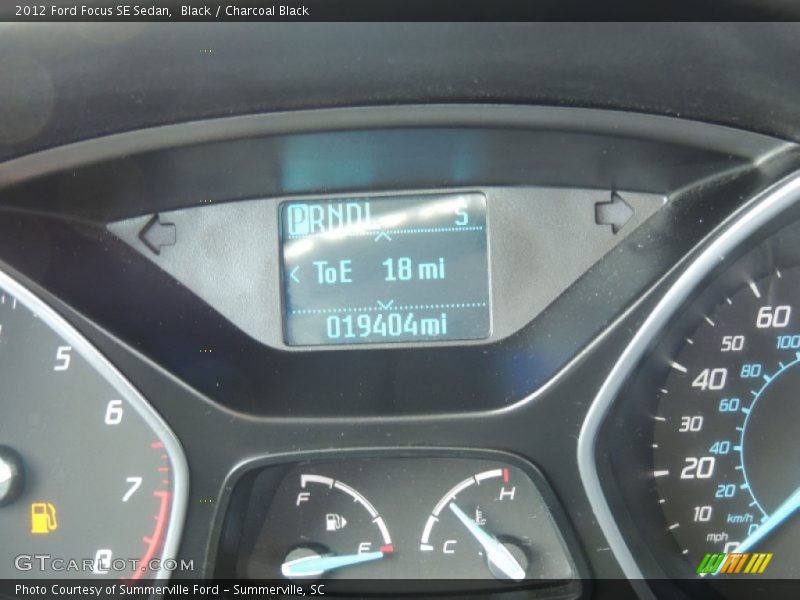 2012 Ford Focus SE Sedan,  Black / Charcoal Black
PRNDL S
< ToE 18 mi
019404mi
5
6
7
8
F
E
H
C
60
50
40
30
20
10
mph
100
80
60
40
20
km/h
0
GTCARLOT.COM
Photo Courtesy of Summerville Ford – Summerville, SC